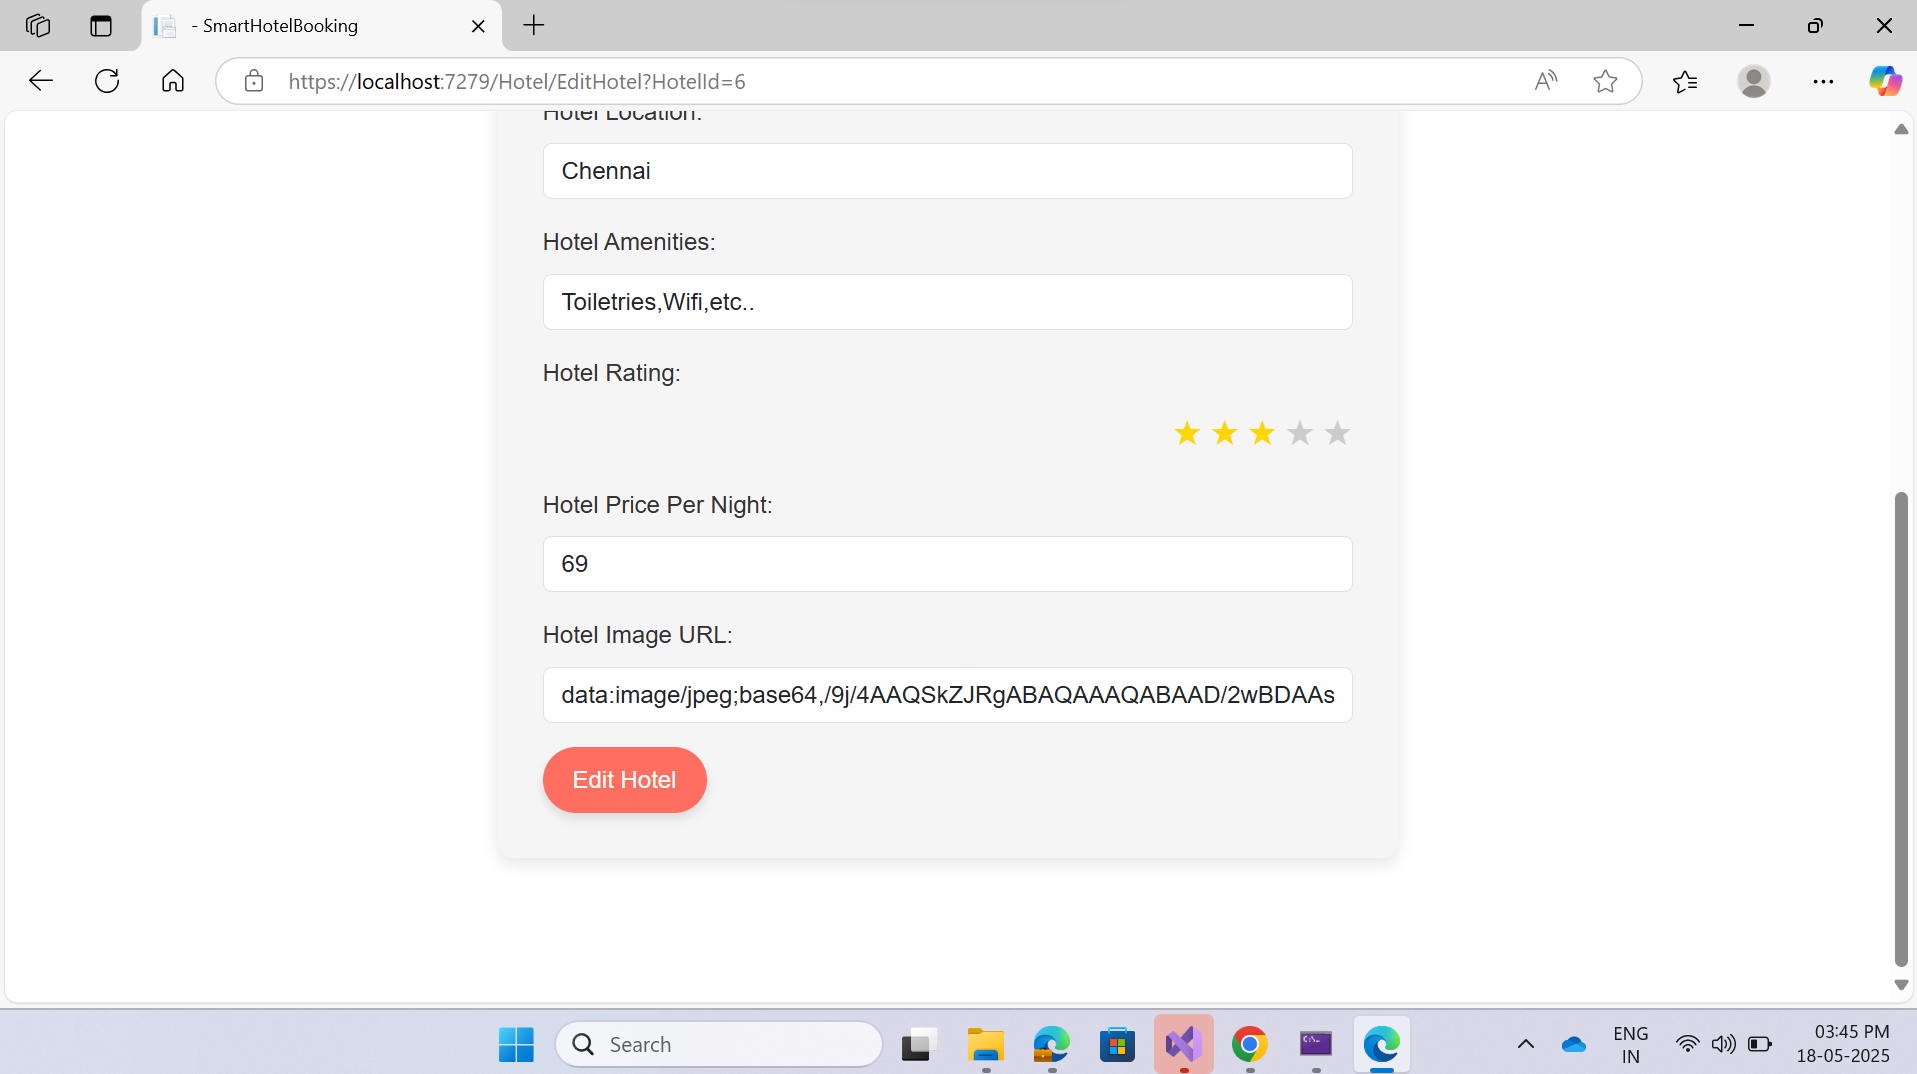 - SmartHotelBooking
https://localhost:7279/Hotel/EditHotel?HotelId=6
Hotel Location:
Chennai
Hotel Amenities:
Toiletries,Wifi,etc..
Hotel Rating:
Hotel Price Per Night:
69
Hotel Image URL:
data:image/jpeg;base64,/9j/4AAQSkZJRgABAQAAAQABAAD/2wBDAAs
Edit Hotel
Search
ENG
IN
03:45 PM
18-05-2025